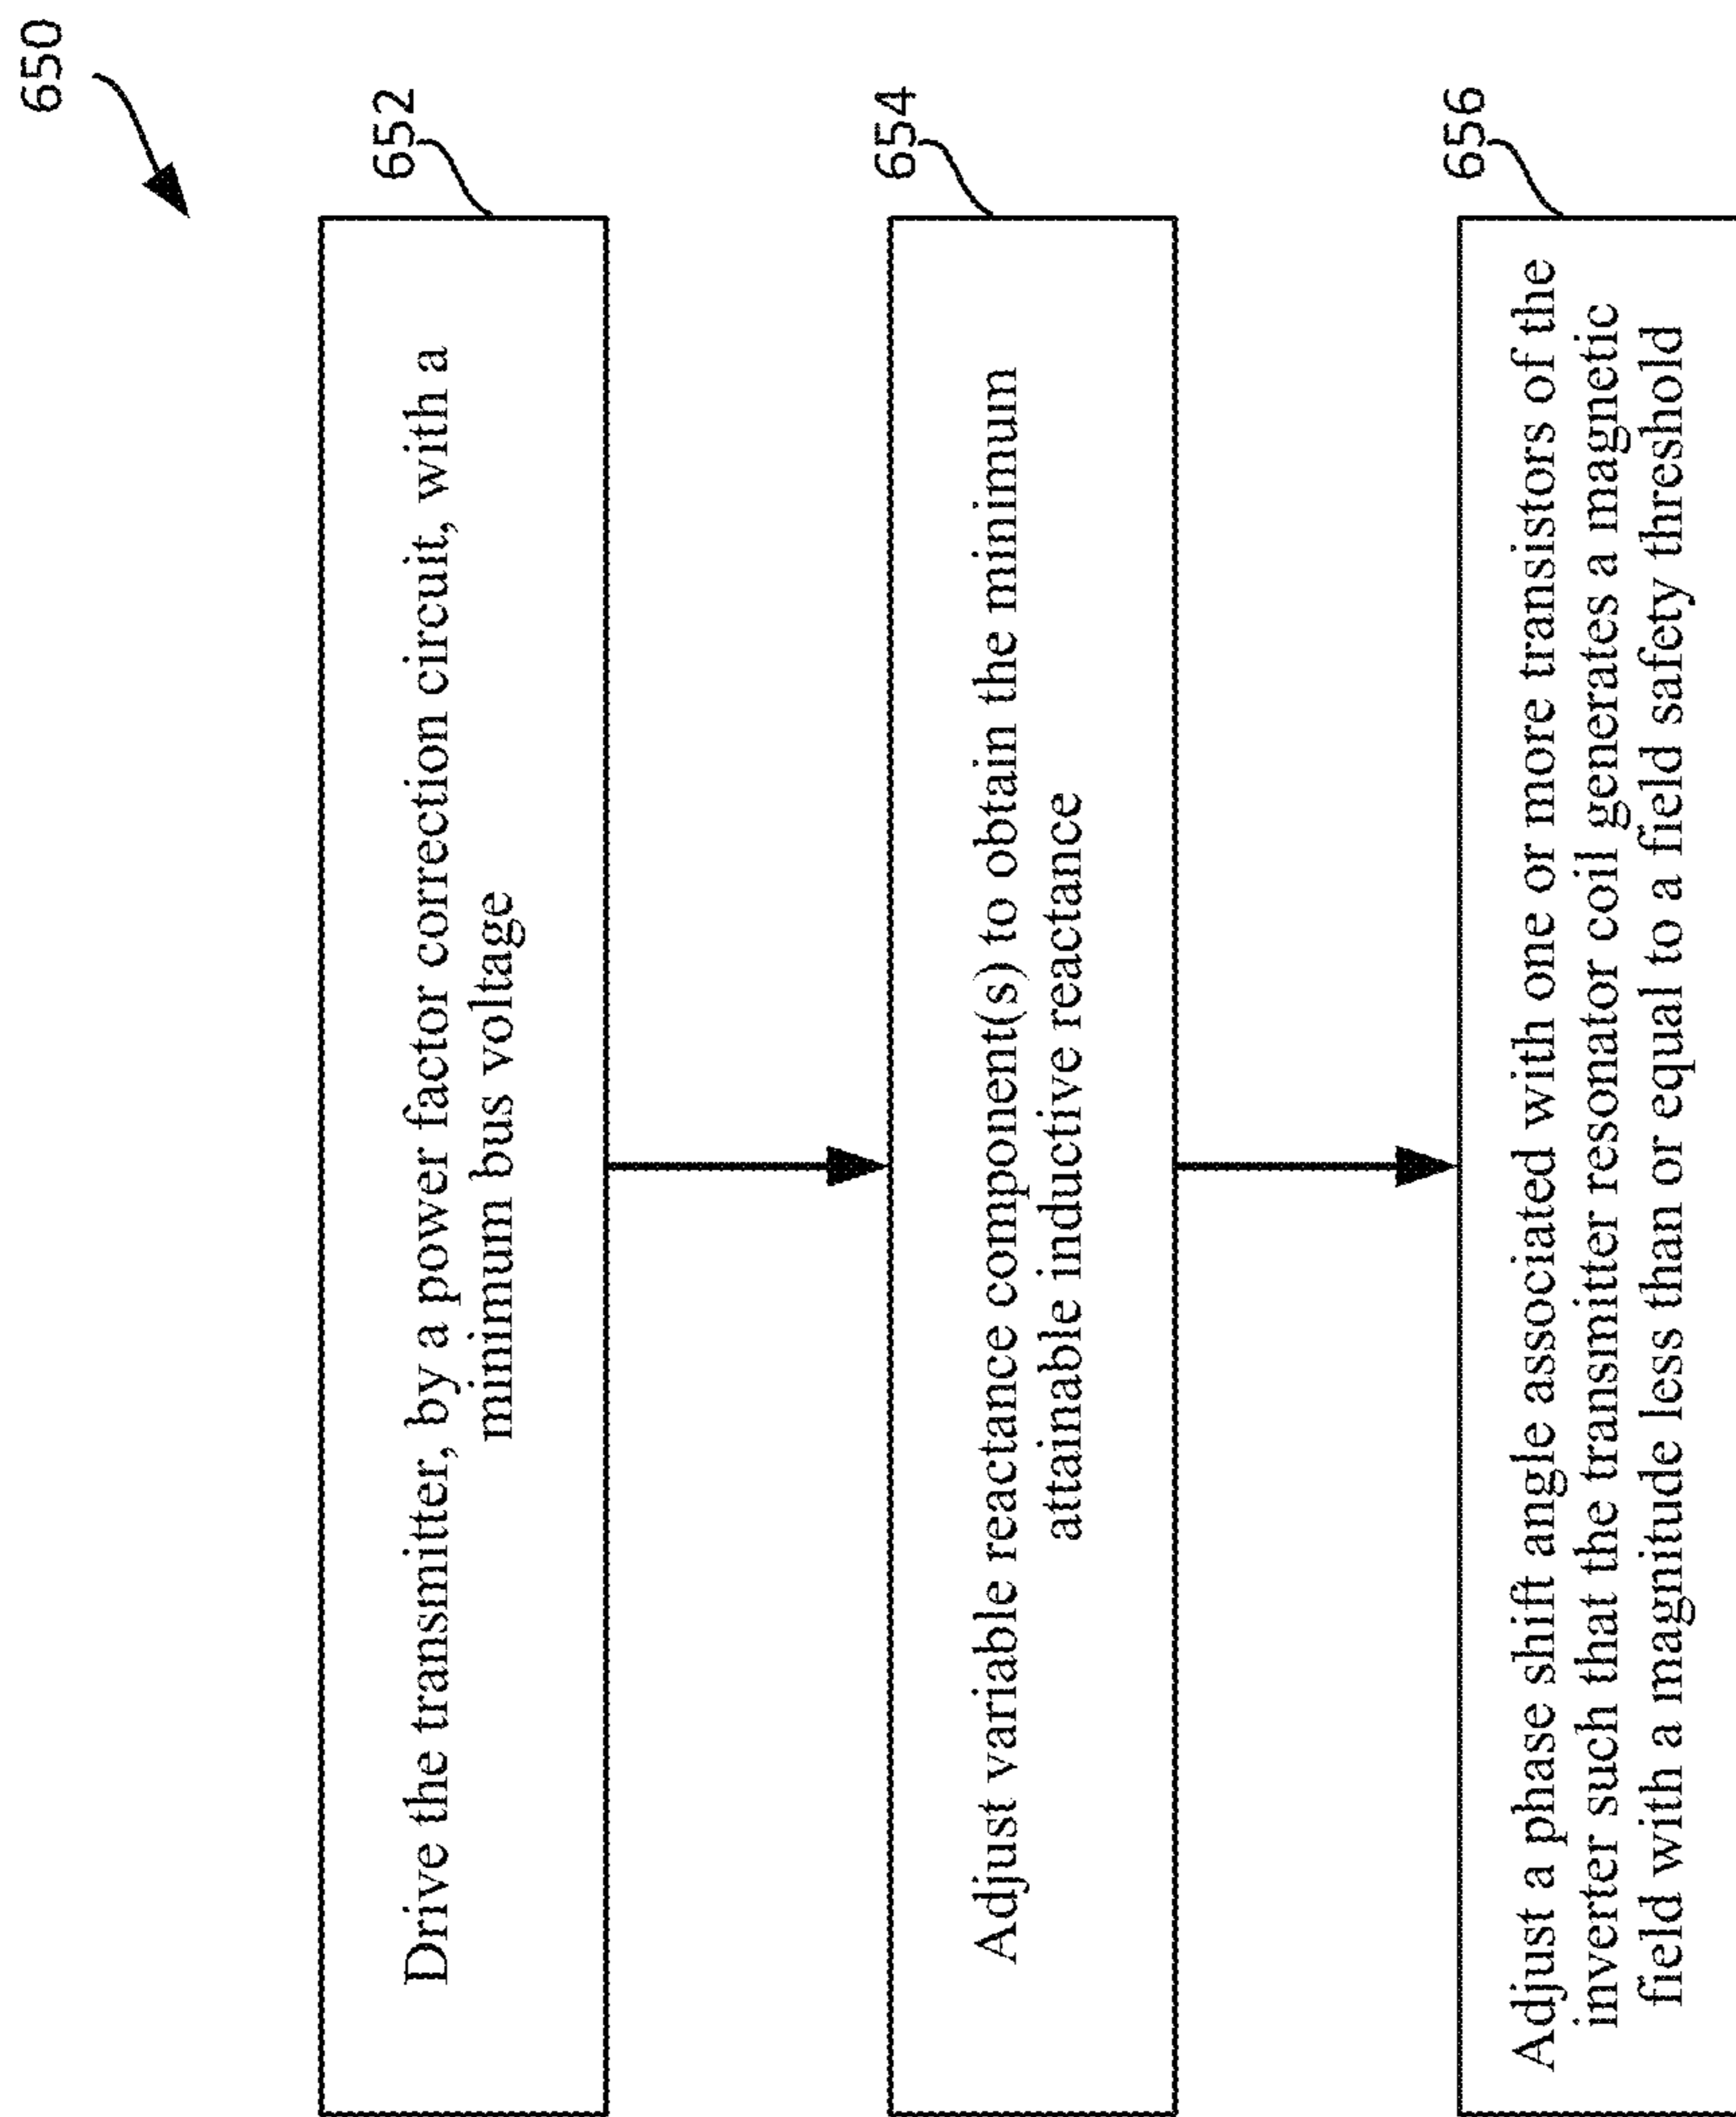 650
652
Drive the transmitter, by a power factor correction circuit, with a
minimum bus voltage
654
Adjust variable reactance component(s) to obtain the minimum
attainable inductive reactance
656
Adjust a phase shift angle associated with one or more transistors of the
inverter such that the transmitter resonator coil generates a magnetic
field with a magnitude less than or equal to a field safety threshold